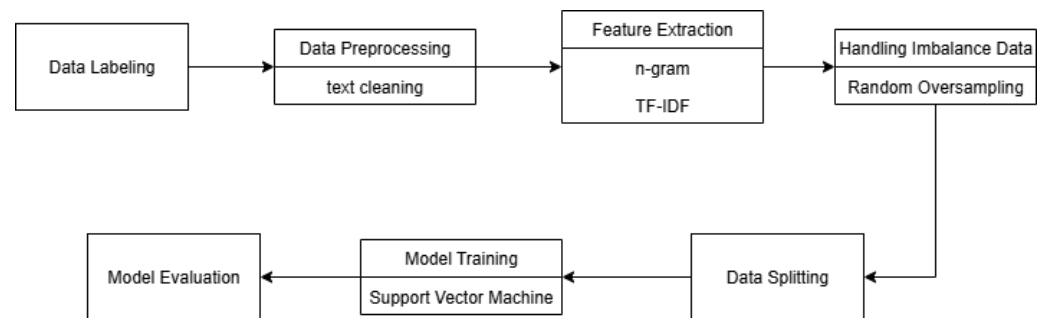 Data Labeling
Data Preprocessing
text cleaning
Feature Extraction
n-gram
TF-IDF
Handling Imbalance Data
Random Oversampling
Data Splitting
Model Training
Support Vector Machine
Model Evaluation